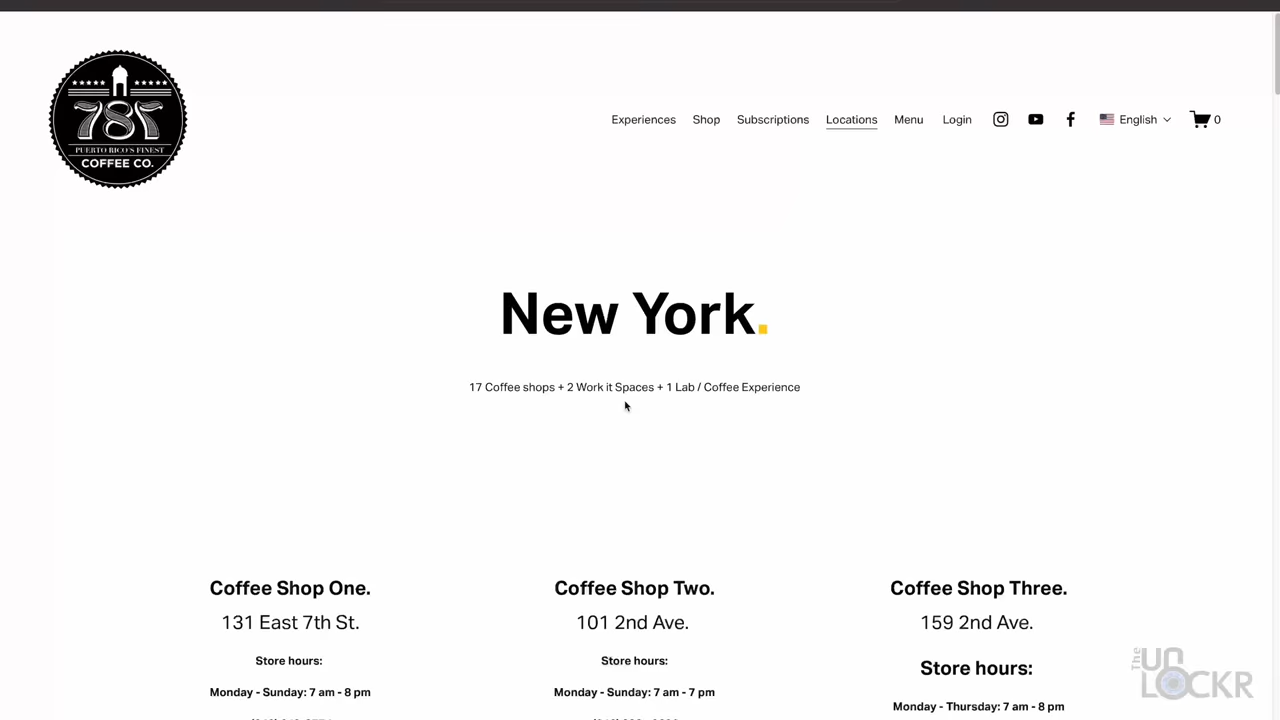 787
PUERTO RICO'S FINEST
COFFEE CO.
Experiences Shop Subscriptions Locations Menu Login English 0
New York.
17 Coffee shops + 2 Work it Spaces + 1 Lab / Coffee Experience
Coffee Shop One. Coffee Shop Two. Coffee Shop Three.
131 East 7th St. 101 2nd Ave. 159 2nd Ave.
Store hours: Store hours: Store hours:
Monday - Sunday: 7 am - 8 pm Monday - Sunday: 7 am - 7 pm Monday - Thursday: 7 am - 8 pm
The UNLOCKR